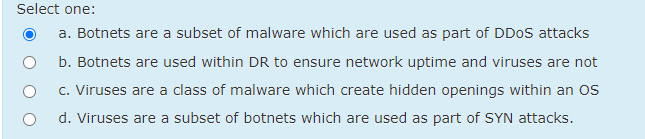 Select one:
a. Botnets are a subset of malware which are used as part of DDoS attacks
b. Botnets are used within DR to ensure network uptime and viruses are not
c. Viruses are a class of malware which create hidden openings within an OS
d. Viruses are a subset of botnets which are used as part of SYN attacks.